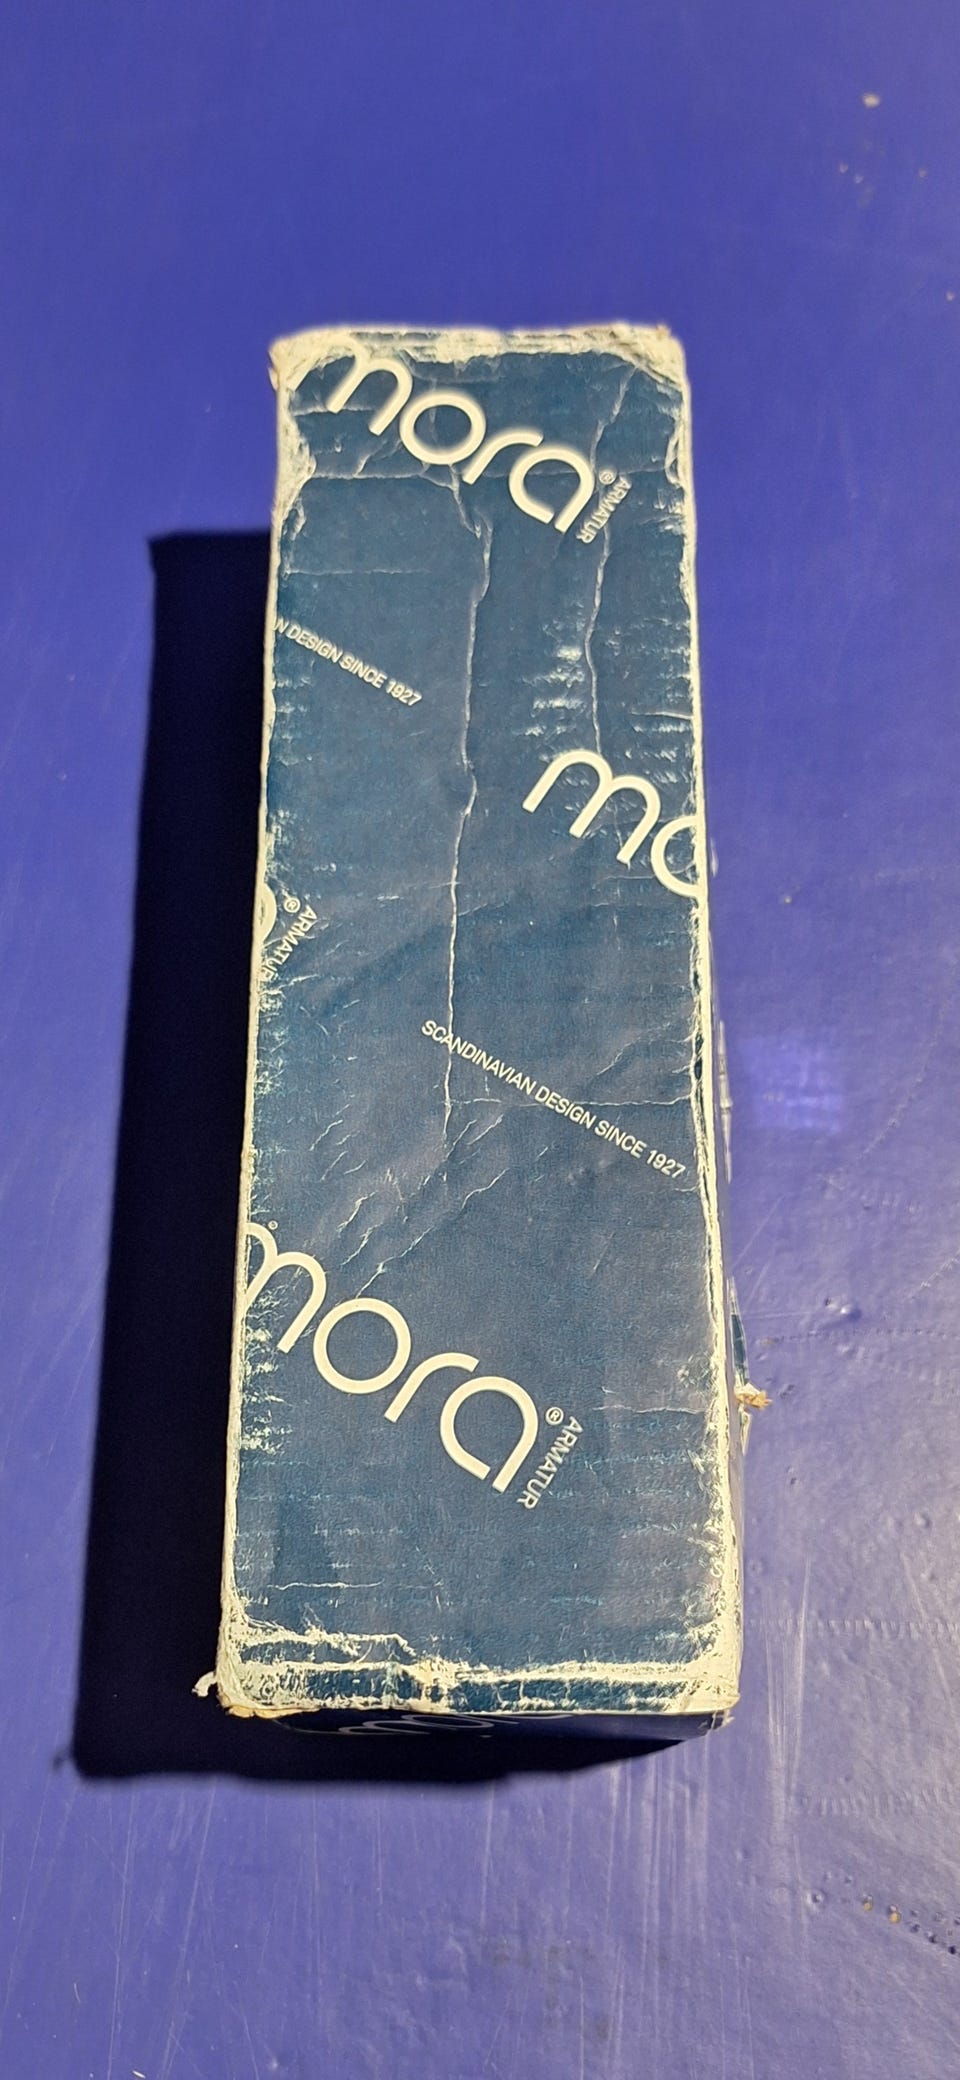 mora® ARMATUR
N DESIGN SINCE 1927
mo
® ARMATUR
SCANDINAVIAN DESIGN SINCE 1927
mora® ARMATUR